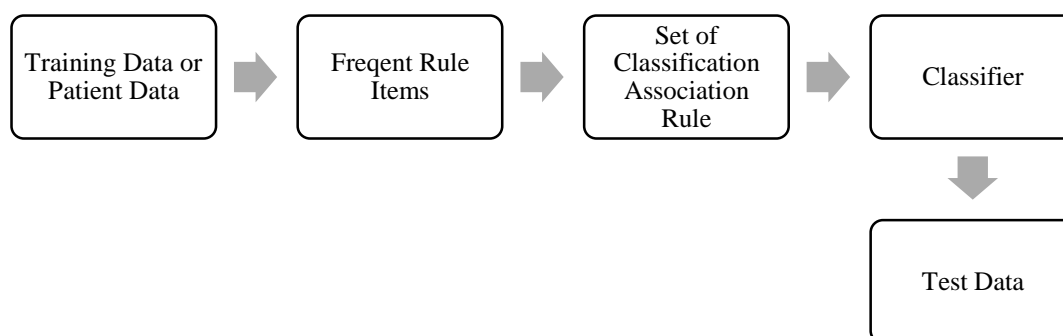 Training Data or
Patient Data
Freqent Rule
Items
Set of
Classification
Association
Rule
Classifier
Test Data